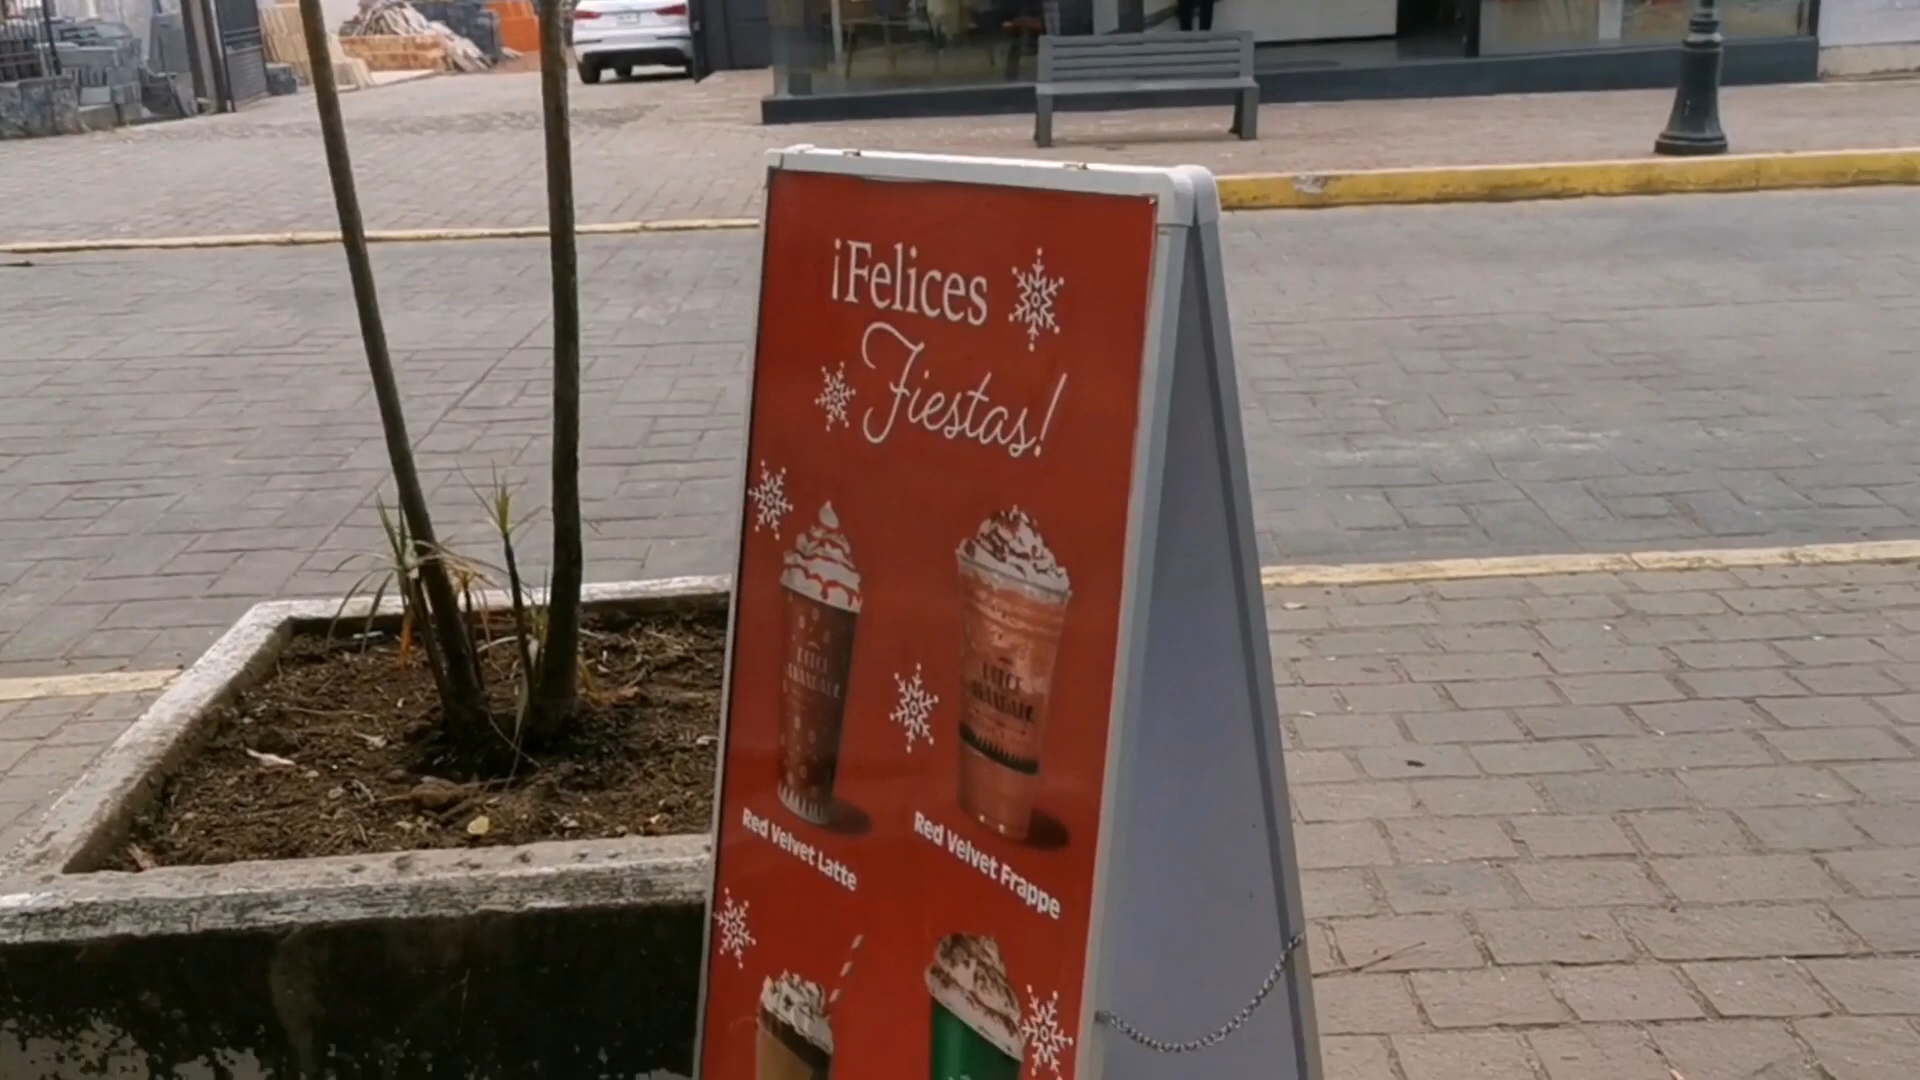 ¡Felices
Fiestas!
Red Velvet Latte
Red Velvet Frappe